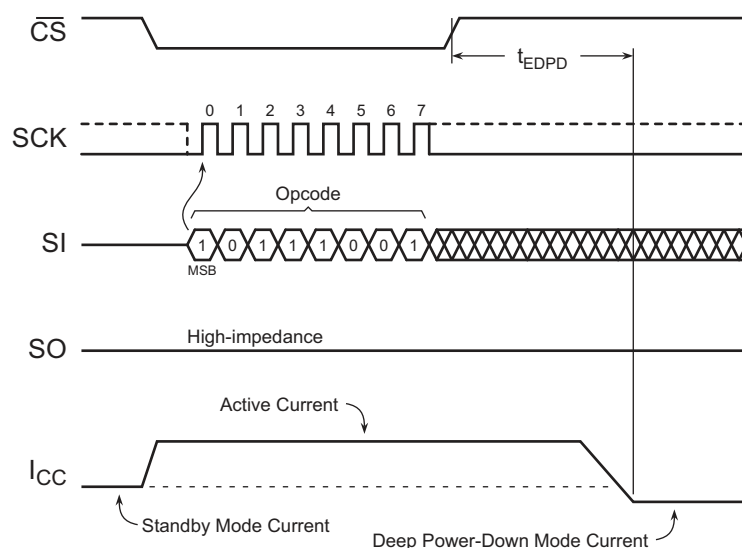 CS
tEDPD
0 1 2 3 4 5 6 7
SCK
Opcode
SI
1 0 1 1 1 0 0 1
MSB
High-impedance
SO
Active Current
ICC
Standby Mode Current
Deep Power-Down Mode Current